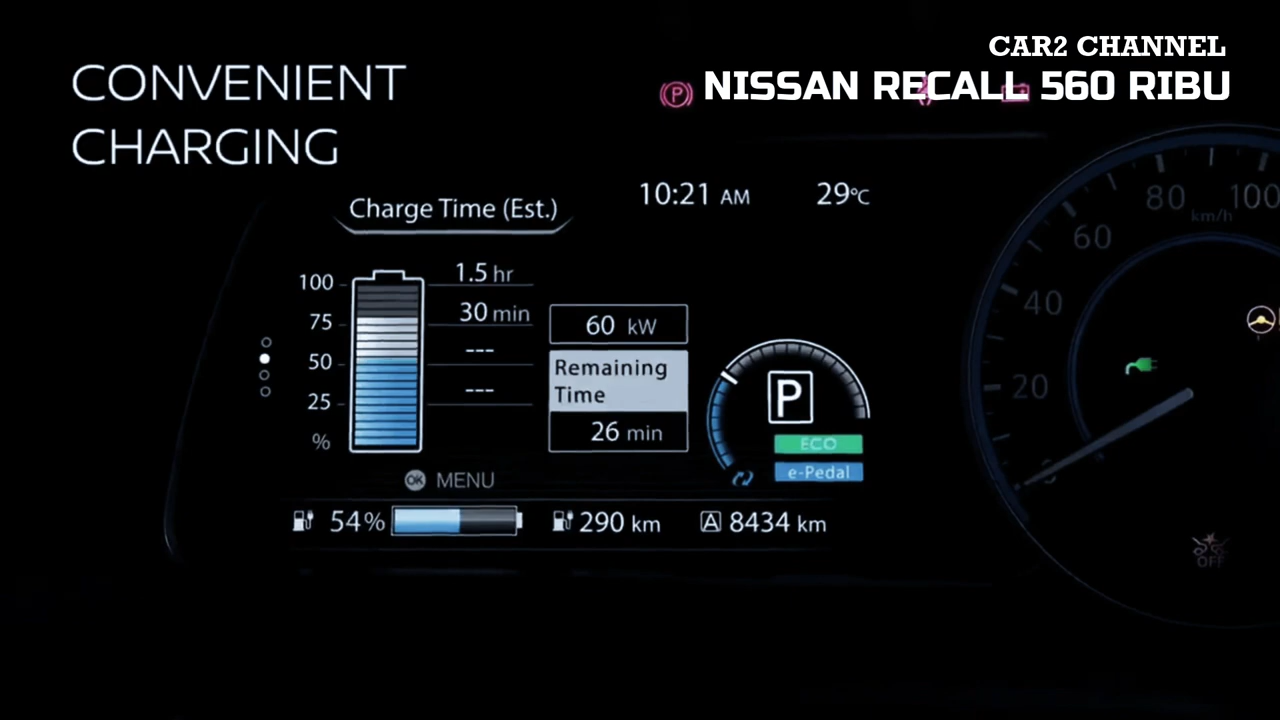 CAR2 CHANNEL
NISSAN RECALL 560 RIBU
CONVENIENT
CHARGING
10:21 AM
29°C
Charge Time (Est.)
100
1.5 hr
75
30 min
50
---
25
---
%
60 kW
Remaining
Time
26 min
P
ECO
e-Pedal
OK MENU
54%
290 km
A 8434 km
100
80
km/h
60
40
20
0
OFF
P